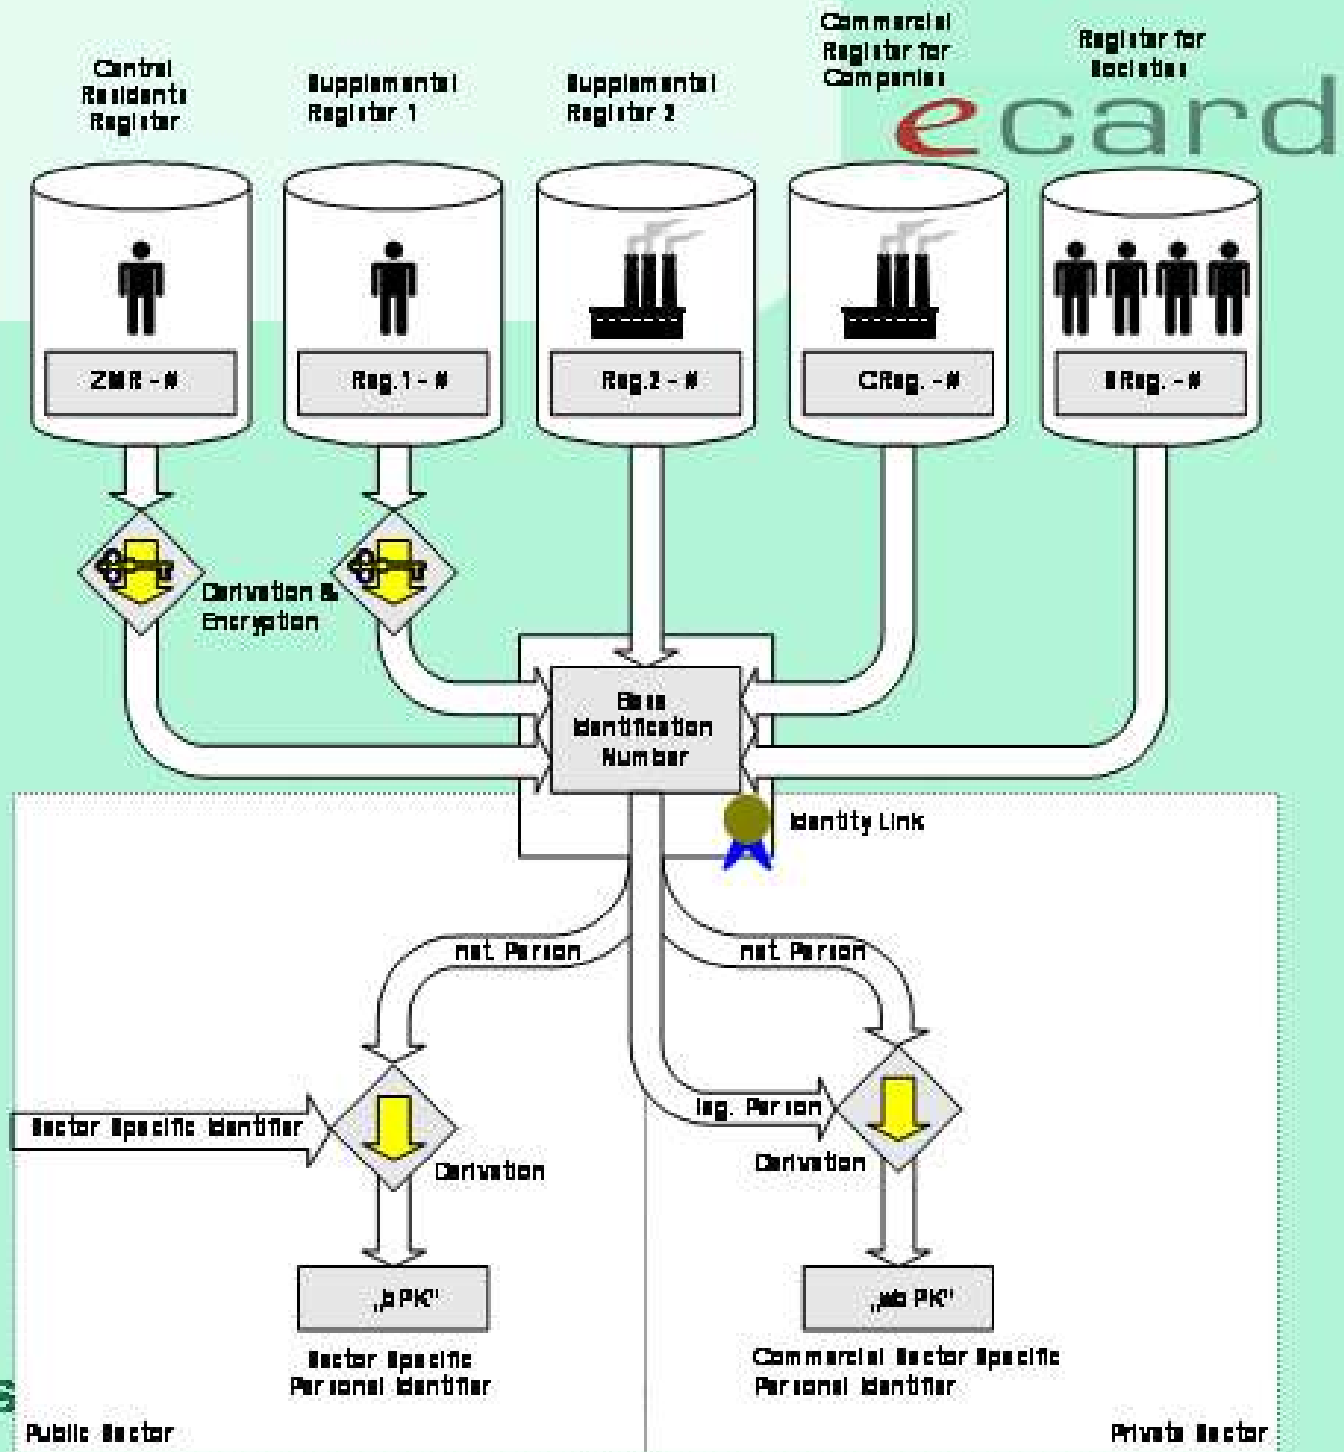 Central
Residents
Register
Supplemental
Register 1
Supplemental
Register 2
Commercial
Register for
Companies
Register for
Societies
ecard
ZMR - #
Reg.1 - #
Reg.2 - #
CReg. - #
SReg. - #
Derivation &
Encryption
Base
Identification
Number
Identity Link
nat. Person
nat. Person
leg. Person
Sector Specific Identifier
Derivation
Derivation
„bPK"
„wbPK"
Sector Specific
Personal Identifier
Commercial Sector Specific
Personal Identifier
s
Public Sector
Private Sector